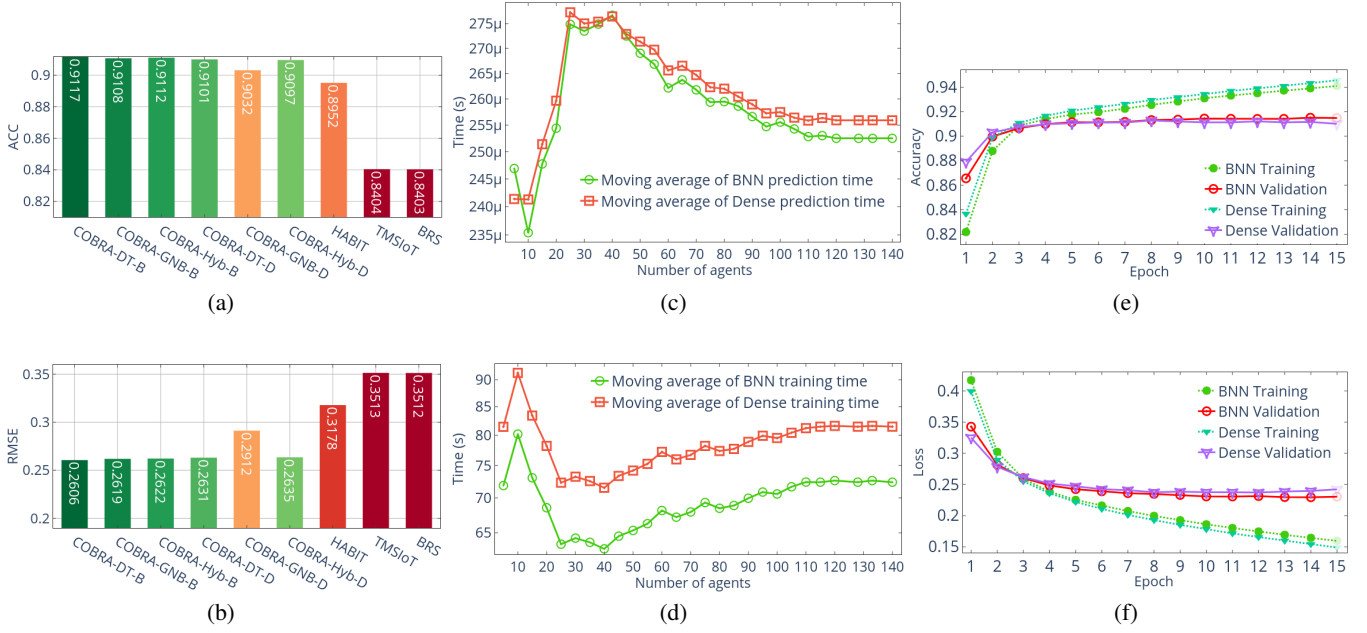 0.9
0.88
0.86
0.84
0.82
ACC
0.9117
0.9108
0.9112
0.9101
0.9032
0.9097
0.8952
0.8404
0.8403
COBRA-DT-B
COBRA-GNB-B
COBRA-Hyb-B
COBRA-DT-D
COBRA-GNB-D
COBRA-Hyb-D
HABIT
TMSIoT
BRS
(a)
275µ
270µ
265µ
260µ
255µ
250µ
245µ
240µ
235µ
Time (s)
Moving average of BNN prediction time
Moving average of Dense prediction time
10 20 30 40 50 60 70 80 90 100 110 120 130 140
Number of agents
(c)
0.94
0.92
0.9
0.88
0.86
0.84
0.82
Accuracy
BNN Training
BNN Validation
Dense Training
Dense Validation
1 2 3 4 5 6 7 8 9 10 11 12 13 14 15
Epoch
(e)
0.35
0.3
0.25
0.2
RMSE
0.2606
0.2619
0.2622
0.2631
0.2912
0.2635
0.3178
0.3513
0.3512
COBRA-DT-B
COBRA-GNB-B
COBRA-Hyb-B
COBRA-DT-D
COBRA-GNB-D
COBRA-Hyb-D
HABIT
TMSIoT
BRS
(b)
90
85
80
75
70
65
Time (s)
Moving average of BNN training time
Moving average of Dense training time
10 20 30 40 50 60 70 80 90 100 110 120 130 140
Number of agents
(d)
0.4
0.35
0.3
0.25
0.2
0.15
Loss
BNN Training
BNN Validation
Dense Training
Dense Validation
1 2 3 4 5 6 7 8 9 10 11 12 13 14 15
Epoch
(f)